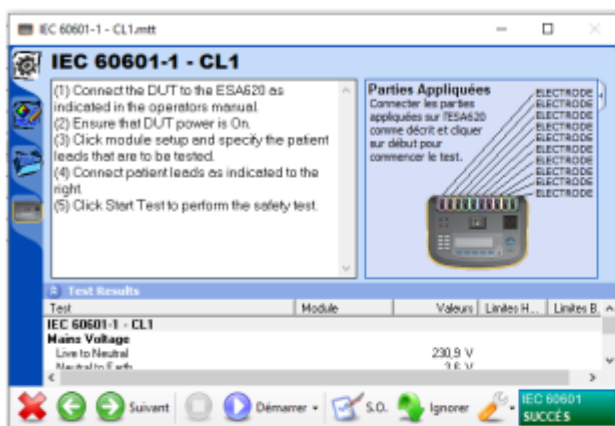 IEC 60601-1 - CL1.mtt
IEC 60601-1 - CL1
(1) Connect the DUT to the ESA620 as
indicated in the operators manual.
(2) Ensure that DUT power is On.
(3) Click module setup and specify the patient
leads that are to be tested.
(4) Connect patient leads as indicated to the
right
(5) Click Start Test to perform the safety test.
Parties Appliquées
Connecter les parties
appliquées sur l'ESA620
comme décrit et cliquer
sur début pour
commencer le test.
ELECTRODE
ELECTRODE
ELECTRODE
ELECTRODE
ELECTRODE
ELECTRODE
ELECTRODE
ELECTRODE
ELECTRODE
ELECTRODE
Test Results
Test Module Valeurs Limites H... Limites B.
IEC 60601-1 - CL1
Mains Voltage
Live to Neutral 230,9 V
Neutral to Earth 3,6 V
Suivant Démarrer S.O. Ignorer
IEC 60601
SUCCÈS